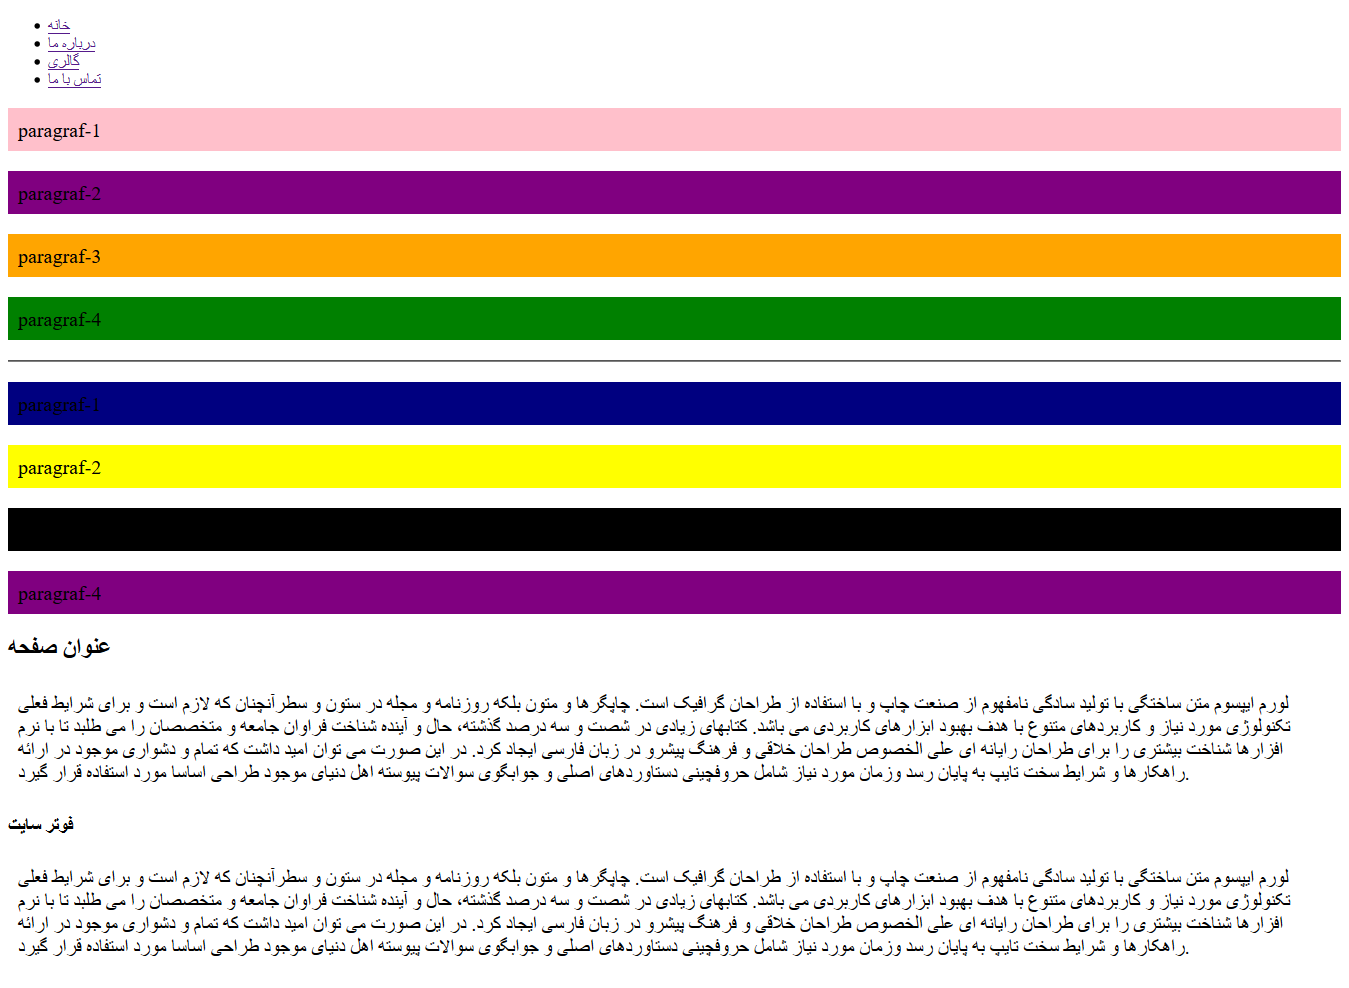 خانه
درباره ما
گالری
تماس با ما
paragraf-1
paragraf-2
paragraf-3
paragraf-4
paragraf-1
paragraf-2
paragraf-4
عنوان صفحه
لورم ایپسوم متن ساختگی با تولید سادگی نامفهوم از صنعت چاپ و با استفاده از طراحان گرافیک است. چاپگرها و متون بلکه روزنامه و مجله در ستون و سطرآنچنان که لازم است و برای شرایط فعلی
تکنولوژی مورد نیاز و کاربردهای متنوع با هدف بهبود ابزارهای کاربردی می باشد. کتابهای زیادی در شصت و سه درصد گذشته، حال و آینده شناخت فراوان جامعه و متخصصان را می طلبد تا با نرم
افزارها شناخت بیشتری را برای طراحان رایانه ای علی الخصوص طراحان خلاقی و فرهنگ پیشرو در زبان فارسی ایجاد کرد. در این صورت می توان امید داشت که تمام و دشواری موجود در ارائه
راهکارها و شرایط سخت تایپ به پایان رسد وزمان مورد نیاز شامل حروفچینی دستاوردهای اصلی و جوابگوی سوالات پیوسته اهل دنیای موجود طراحی اساسا مورد استفاده قرار گیرد.
فوتر سایت
لورم ایپسوم متن ساختگی با تولید سادگی نامفهوم از صنعت چاپ و با استفاده از طراحان گرافیک است. چاپگرها و متون بلکه روزنامه و مجله در ستون و سطرآنچنان که لازم است و برای شرایط فعلی
تکنولوژی مورد نیاز و کاربردهای متنوع با هدف بهبود ابزارهای کاربردی می باشد. کتابهای زیادی در شصت و سه درصد گذشته، حال و آینده شناخت فراوان جامعه و متخصصان را می طلبد تا با نرم
افزارها شناخت بیشتری را برای طراحان رایانه ای علی الخصوص طراحان خلاقی و فرهنگ پیشرو در زبان فارسی ایجاد کرد. در این صورت می توان امید داشت که تمام و دشواری موجود در ارائه
راهکارها و شرایط سخت تایپ به پایان رسد وزمان مورد نیاز شامل حروفچینی دستاوردهای اصلی و جوابگوی سوالات پیوسته اهل دنیای موجود طراحی اساسا مورد استفاده قرار گیرد.